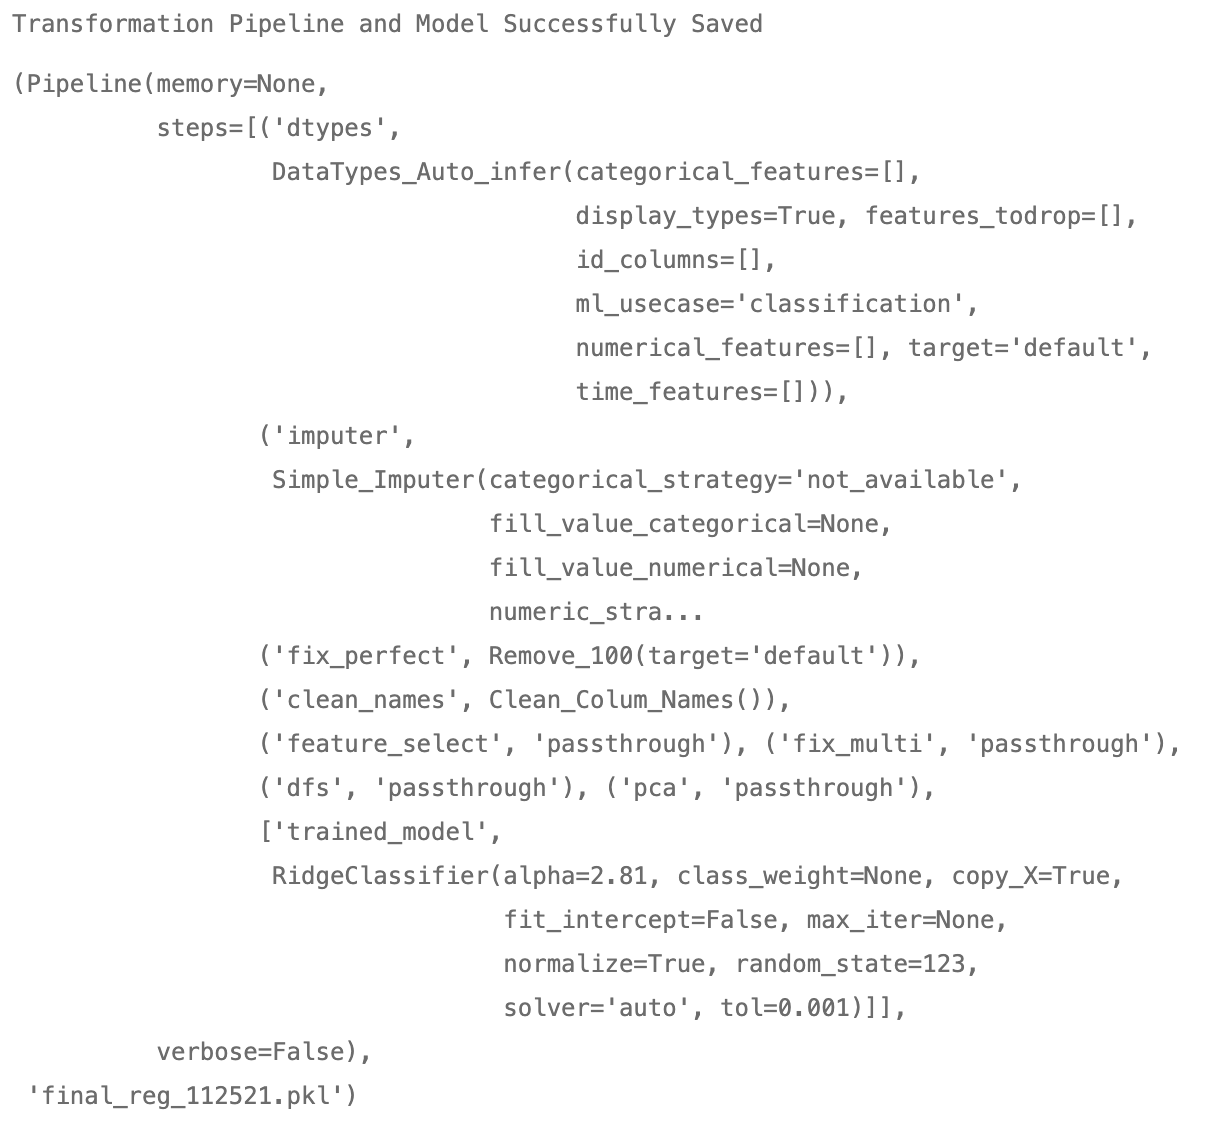 Transformation Pipeline and Model Successfully Saved
(Pipeline(memory=None,
         steps=[('dtypes',
                 DataTypes_Auto_infer(categorical_features=[],
                                      display_types=True, features_todrop=[],
                                      id_columns=[],
                                      ml_usecase='classification',
                                      numerical_features=[], target='default',
                                      time_features=[])),
                ('imputer',
                 Simple_Imputer(categorical_strategy='not_available',
                                fill_value_categorical=None,
                                fill_value_numerical=None,
                                numeric_stra...
                ('fix_perfect', Remove_100(target='default')),
                ('clean_names', Clean_Colum_Names()),
                ('feature_select', 'passthrough'), ('fix_multi', 'passthrough'),
                ('dfs', 'passthrough'), ('pca', 'passthrough'),
                ['trained_model',
                 RidgeClassifier(alpha=2.81, class_weight=None, copy_X=True,
                                 fit_intercept=False, max_iter=None,
                                 normalize=True, random_state=123,
                                 solver='auto', tol=0.001)]],
         verbose=False),
 'final_reg_112521.pkl')